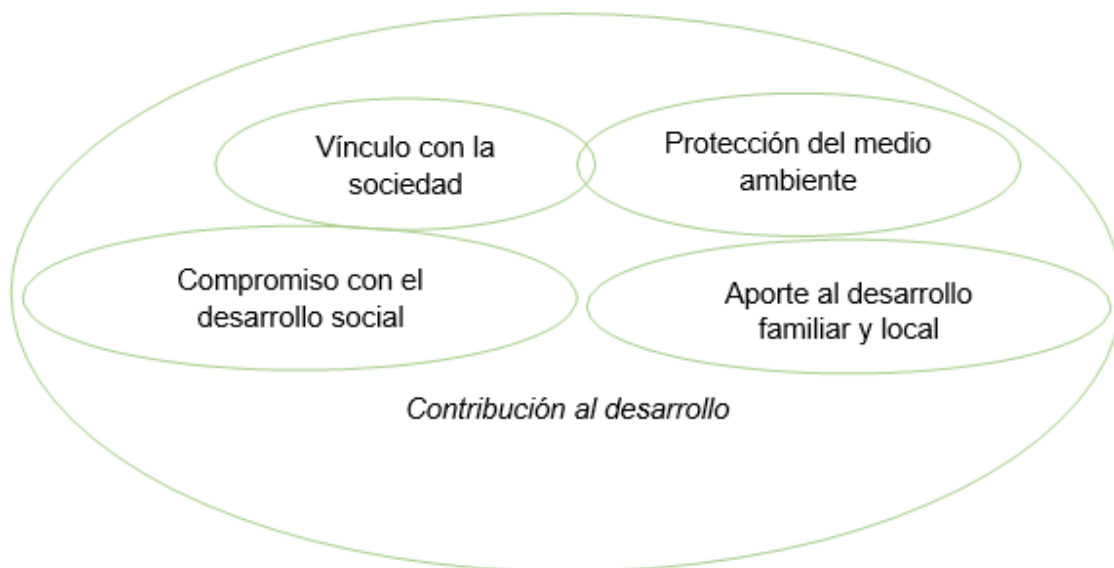 Vínculo con la
sociedad
Protección del medio
ambiente
Compromiso con el
desarrollo social
Aporte al desarrollo
familiar y local
Contribución al desarrollo